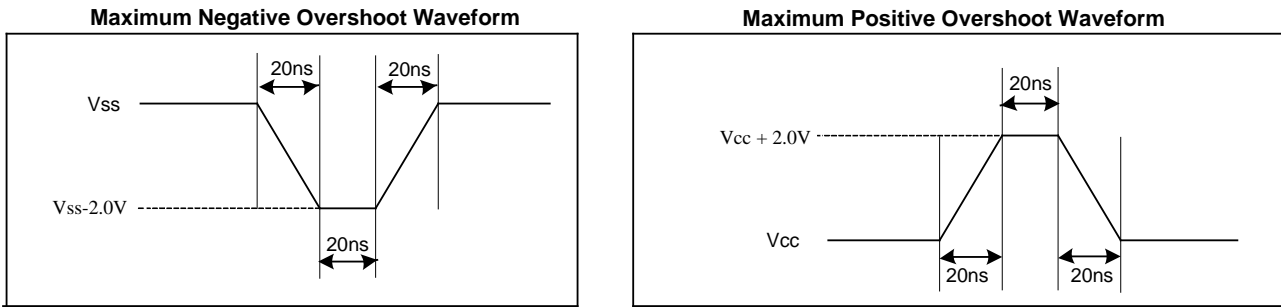 Maximum Negative Overshoot Waveform
20ns
20ns
Vss
Vss-2.0V
20ns
Maximum Positive Overshoot Waveform
20ns
Vcc + 2.0V
Vcc
20ns
20ns